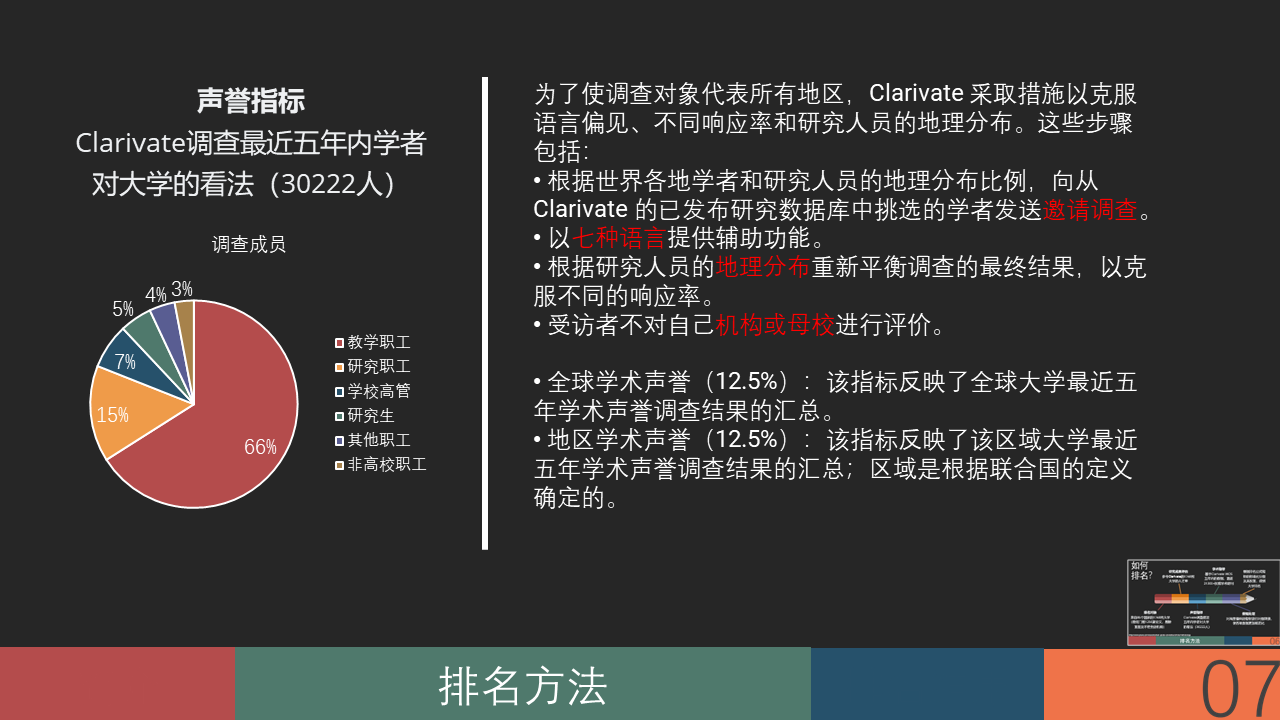 声誉指标
Clarivate调查最近五年内学者
对大学的看法（30222人）
调查成员
3%
4%
5%
7%
15%
66%
教学职工
研究职工
学校高管
研究生
其他职工
非高校职工
为了使调查对象代表所有地区，Clarivate 采取措施以克服
语言偏见、不同响应率和研究人员的地理分布。这些步骤
包括：
• 根据世界各地学者和研究人员的地理分布比例，向从
Clarivate 的已发布研究数据库中挑选的学者发送邀请调查。
• 以七种语言提供辅助功能。
• 根据研究人员的地理分布重新平衡调查的最终结果，以克
服不同的响应率。
• 受访者不对自己机构或母校进行评价。
• 全球学术声誉（12.5%）：该指标反映了全球大学最近五
年学术声誉调查结果的汇总。
• 地区学术声誉（12.5%）：该指标反映了该区域大学最近
五年学术声誉调查结果的汇总；区域是根据联合国的定义
确定的。
如何
排名?
排名方法
06
排名方法
07